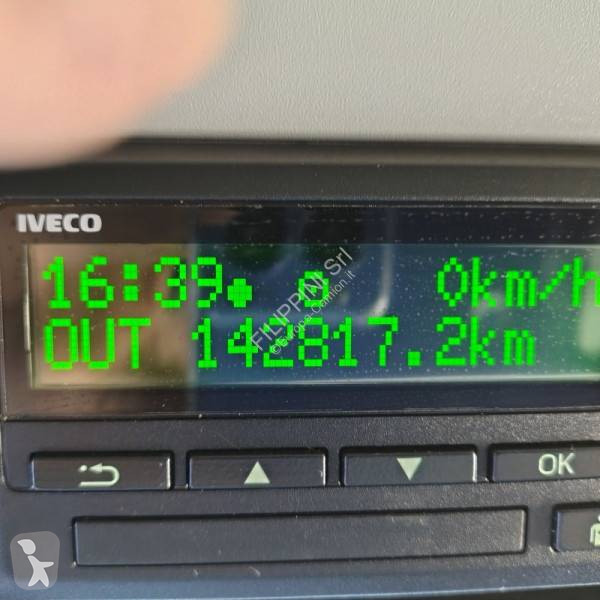 IVECO
16:39 0km/h
OUT 142817.2km
FILIPPINI Srl
OK